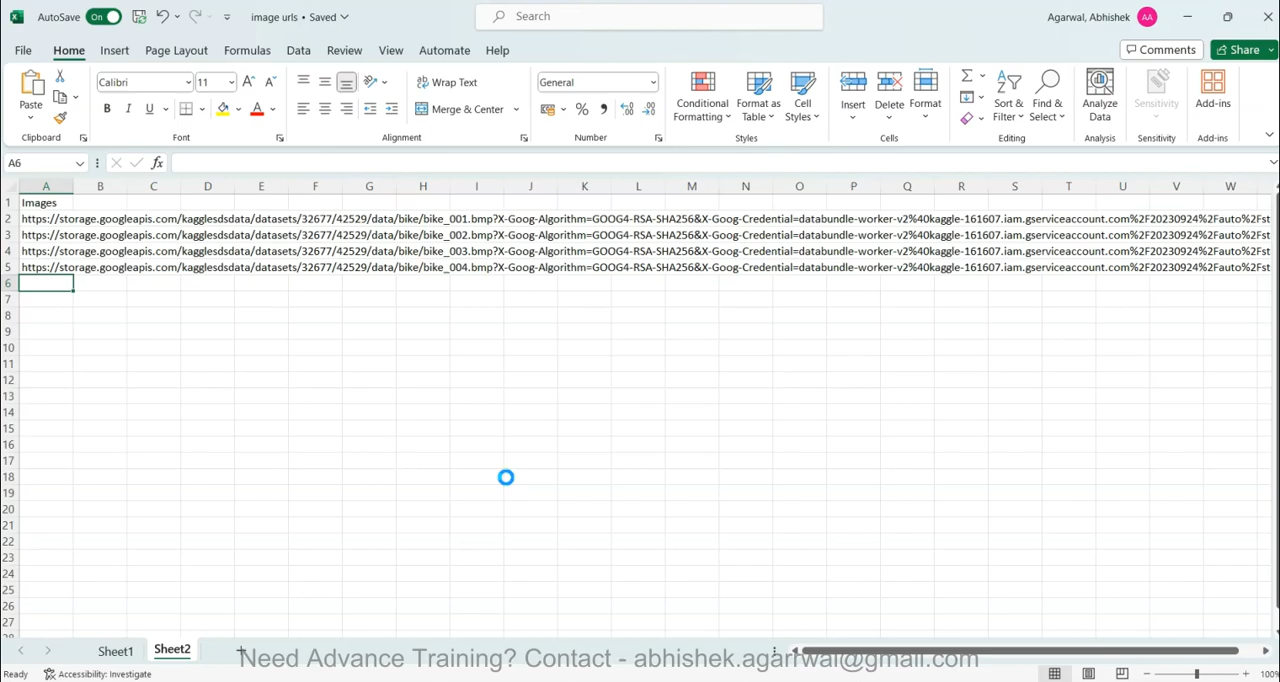 AutoSave On image urls • Saved Search Agarwal, Abhishek AA
File Home Insert Page Layout Formulas Data Review View Automate Help Comments Share
Paste Calibri 11 Wrap Text General Conditional Formatting Format as Table Cell Styles Insert Delete Format Sort & Filter Find & Select Analyze Data Sensitivity Add-ins
B I U Merge & Center
Clipboard Font Alignment Number Styles Cells Editing Analysis Sensitivity Add-ins
A6 fx
A B C D E F G H I J K L M N O P Q R S T U V W
1 Images
2 https://storage.googleapis.com/kagglesdsdata/datasets/32677/42529/data/bike/bike_001.bmp?X-Goog-Algorithm=GOOG4-RSA-SHA256&X-Goog-Credential=databundle-worker-v2%40kaggle-161607.iam.gserviceaccount.com%2F20230924%2Fauto%2Fst
3 https://storage.googleapis.com/kagglesdsdata/datasets/32677/42529/data/bike/bike_002.bmp?X-Goog-Algorithm=GOOG4-RSA-SHA256&X-Goog-Credential=databundle-worker-v2%40kaggle-161607.iam.gserviceaccount.com%2F20230924%2Fauto%2Fst
4 https://storage.googleapis.com/kagglesdsdata/datasets/32677/42529/data/bike/bike_003.bmp?X-Goog-Algorithm=GOOG4-RSA-SHA256&X-Goog-Credential=databundle-worker-v2%40kaggle-161607.iam.gserviceaccount.com%2F20230924%2Fauto%2Fst
5 https://storage.googleapis.com/kagglesdsdata/datasets/32677/42529/data/bike/bike_004.bmp?X-Goog-Algorithm=GOOG4-RSA-SHA256&X-Goog-Credential=databundle-worker-v2%40kaggle-161607.iam.gserviceaccount.com%2F20230924%2Fauto%2Fst
6
7
8
9
10
11
12
13
14
15
16
17
18
19
20
21
22
23
24
25
26
27
28
Sheet1 Sheet2
Need Advance Training? Contact - abhishek.agarrwal@gmail.com
Ready Accessibility: Investigate 100%